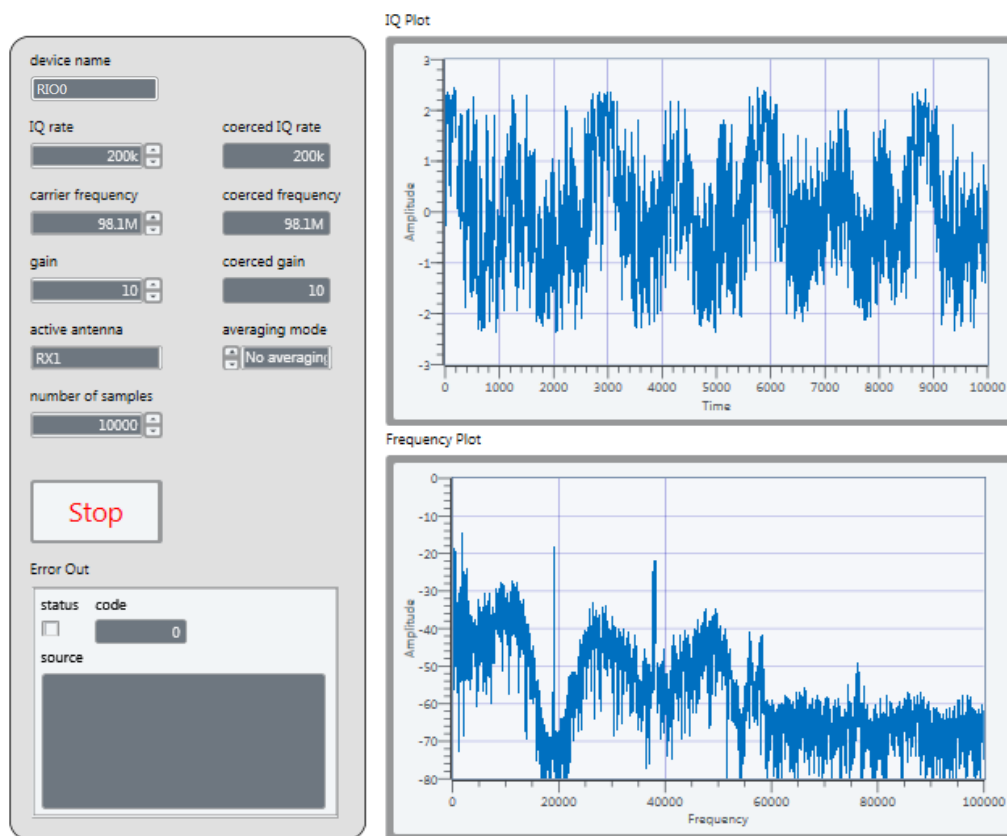 device name
RIO0
IQ rate
200k
coerced IQ rate
200k
carrier frequency
98.1M
coerced frequency
98.1M
gain
10
coerced gain
10
active antenna
RX1
averaging mode
No averaging
number of samples
10000
Stop
Error Out
status code
0
source
IQ Plot
Amplitude
3
2
1
0
-1
-2
-3
0 1000 2000 3000 4000 5000 6000 7000 8000 9000 10000
Time
Frequency Plot
Amplitude
0
-10
-20
-30
-40
-50
-60
-70
-80
0 20000 40000 60000 80000 100000
Frequency